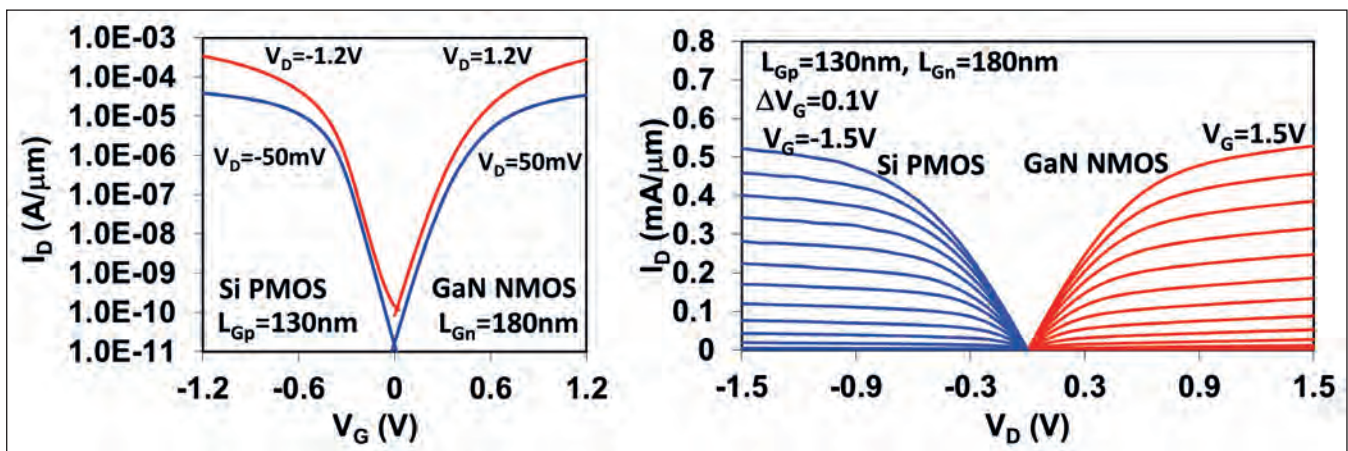 1.0E-03
1.0E-04
1.0E-05
1.0E-06
1.0E-07
1.0E-08
1.0E-09
1.0E-10
1.0E-11
I_D (A/μm)
V_D=-1.2V
V_D=1.2V
V_D=-50mV
V_D=50mV
Si PMOS
L_Gp=130nm
GaN NMOS
L_Gn=180nm
-1.2 -0.6 0 0.6 1.2
V_G (V)
0.8
0.7
0.6
0.5
0.4
0.3
0.2
0.1
0
I_D (mA/μm)
L_Gp=130nm, L_Gn=180nm
ΔV_G=0.1V
V_G=-1.5V
V_G=1.5V
Si PMOS
GaN NMOS
-1.5 -0.9 -0.3 0.3 0.9 1.5
V_D (V)